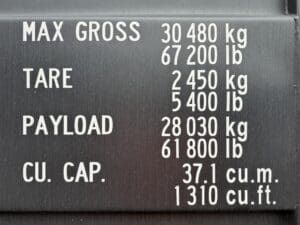 MAX GROSS 30 480 kg
67 200 lb
TARE 2 450 kg
5 400 lb
PAYLOAD 28 030 kg
61 800 lb
CU. CAP. 37.1 cu.m.
1 310 cu.ft.